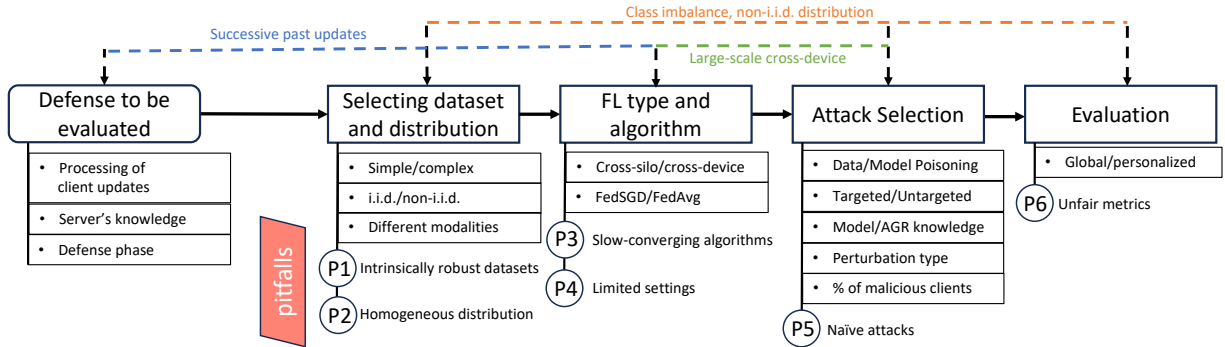 Class imbalance, non-i.i.d. distribution
Successive past updates
Large-scale cross-device
Defense to be
evaluated
• Processing of
client updates
• Server's knowledge
• Defense phase
pitfalls
Selecting dataset
and distribution
• Simple/complex
• i.i.d./non-i.i.d.
• Different modalities
P1 Intrinsically robust datasets
P2 Homogeneous distribution
FL type and
algorithm
• Cross-silo/cross-device
• FedSGD/FedAvg
P3 Slow-converging algorithms
P4 Limited settings
Attack Selection
• Data/Model Poisoning
• Targeted/Untargeted
• Model/AGR knowledge
• Perturbation type
• % of malicious clients
P5 Naïve attacks
Evaluation
• Global/personalized
P6 Unfair metrics